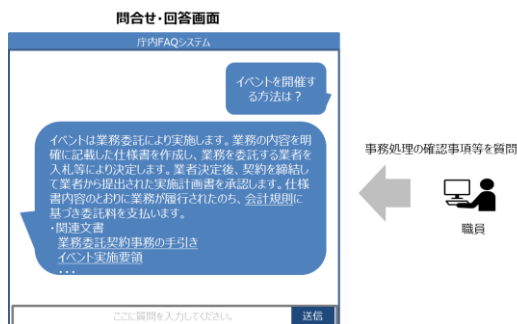 問合せ・回答画面
庁内FAQシステム
イベントを開催す
る方法は？
イベントは業務委託により実施します。業務の内容を明
確に記載した仕様書を作成し、業務を委託する業者を
入札等により決定します。業者決定後、契約を締結し
て業者から提出された実施計画書を承認します。仕様
書内容のとおりに業務が履行されたのち、会計規則に
基づき委託料を支払います。
・関連文書
業務委託契約事務の手引き
イベント実施要領
・・・
ここに質問を入力してください。
送信
事務処理の確認事項等を質問
職員